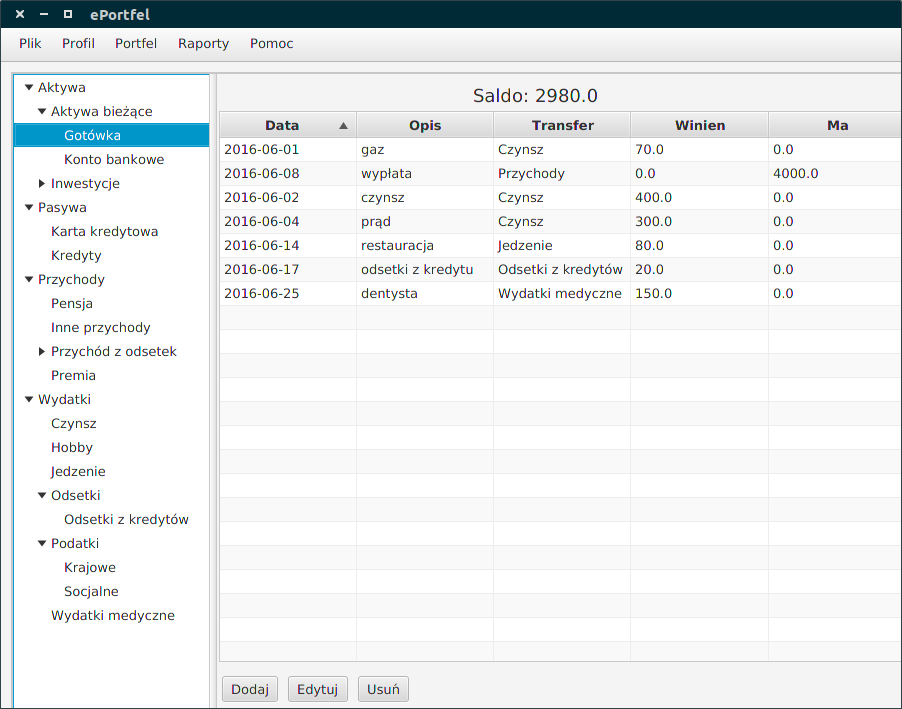 ePortfel
Plik Profil Portfel Raporty Pomoc
Aktywa
Aktywa bieżące
Gotówka
Konto bankowe
Inwestycje
Pasywa
Karta kredytowa
Kredyty
Przychody
Pensja
Inne przychody
Przychód z odsetek
Premia
Wydatki
Czynsz
Hobby
Jedzenie
Odsetki
Odsetki z kredytów
Podatki
Krajowe
Socjalne
Wydatki medyczne
Saldo: 2980.0
Data Opis Transfer Winien Ma
2016-06-01 gaz Czynsz 70.0 0.0
2016-06-08 wypłata Przychody 0.0 4000.0
2016-06-02 czynsz Czynsz 400.0 0.0
2016-06-04 prąd Czynsz 300.0 0.0
2016-06-14 restauracja Jedzenie 80.0 0.0
2016-06-17 odsetki z kredytu Odsetki z kredytów 20.0 0.0
2016-06-25 dentysta Wydatki medyczne 150.0 0.0
Dodaj Edytuj Usuń